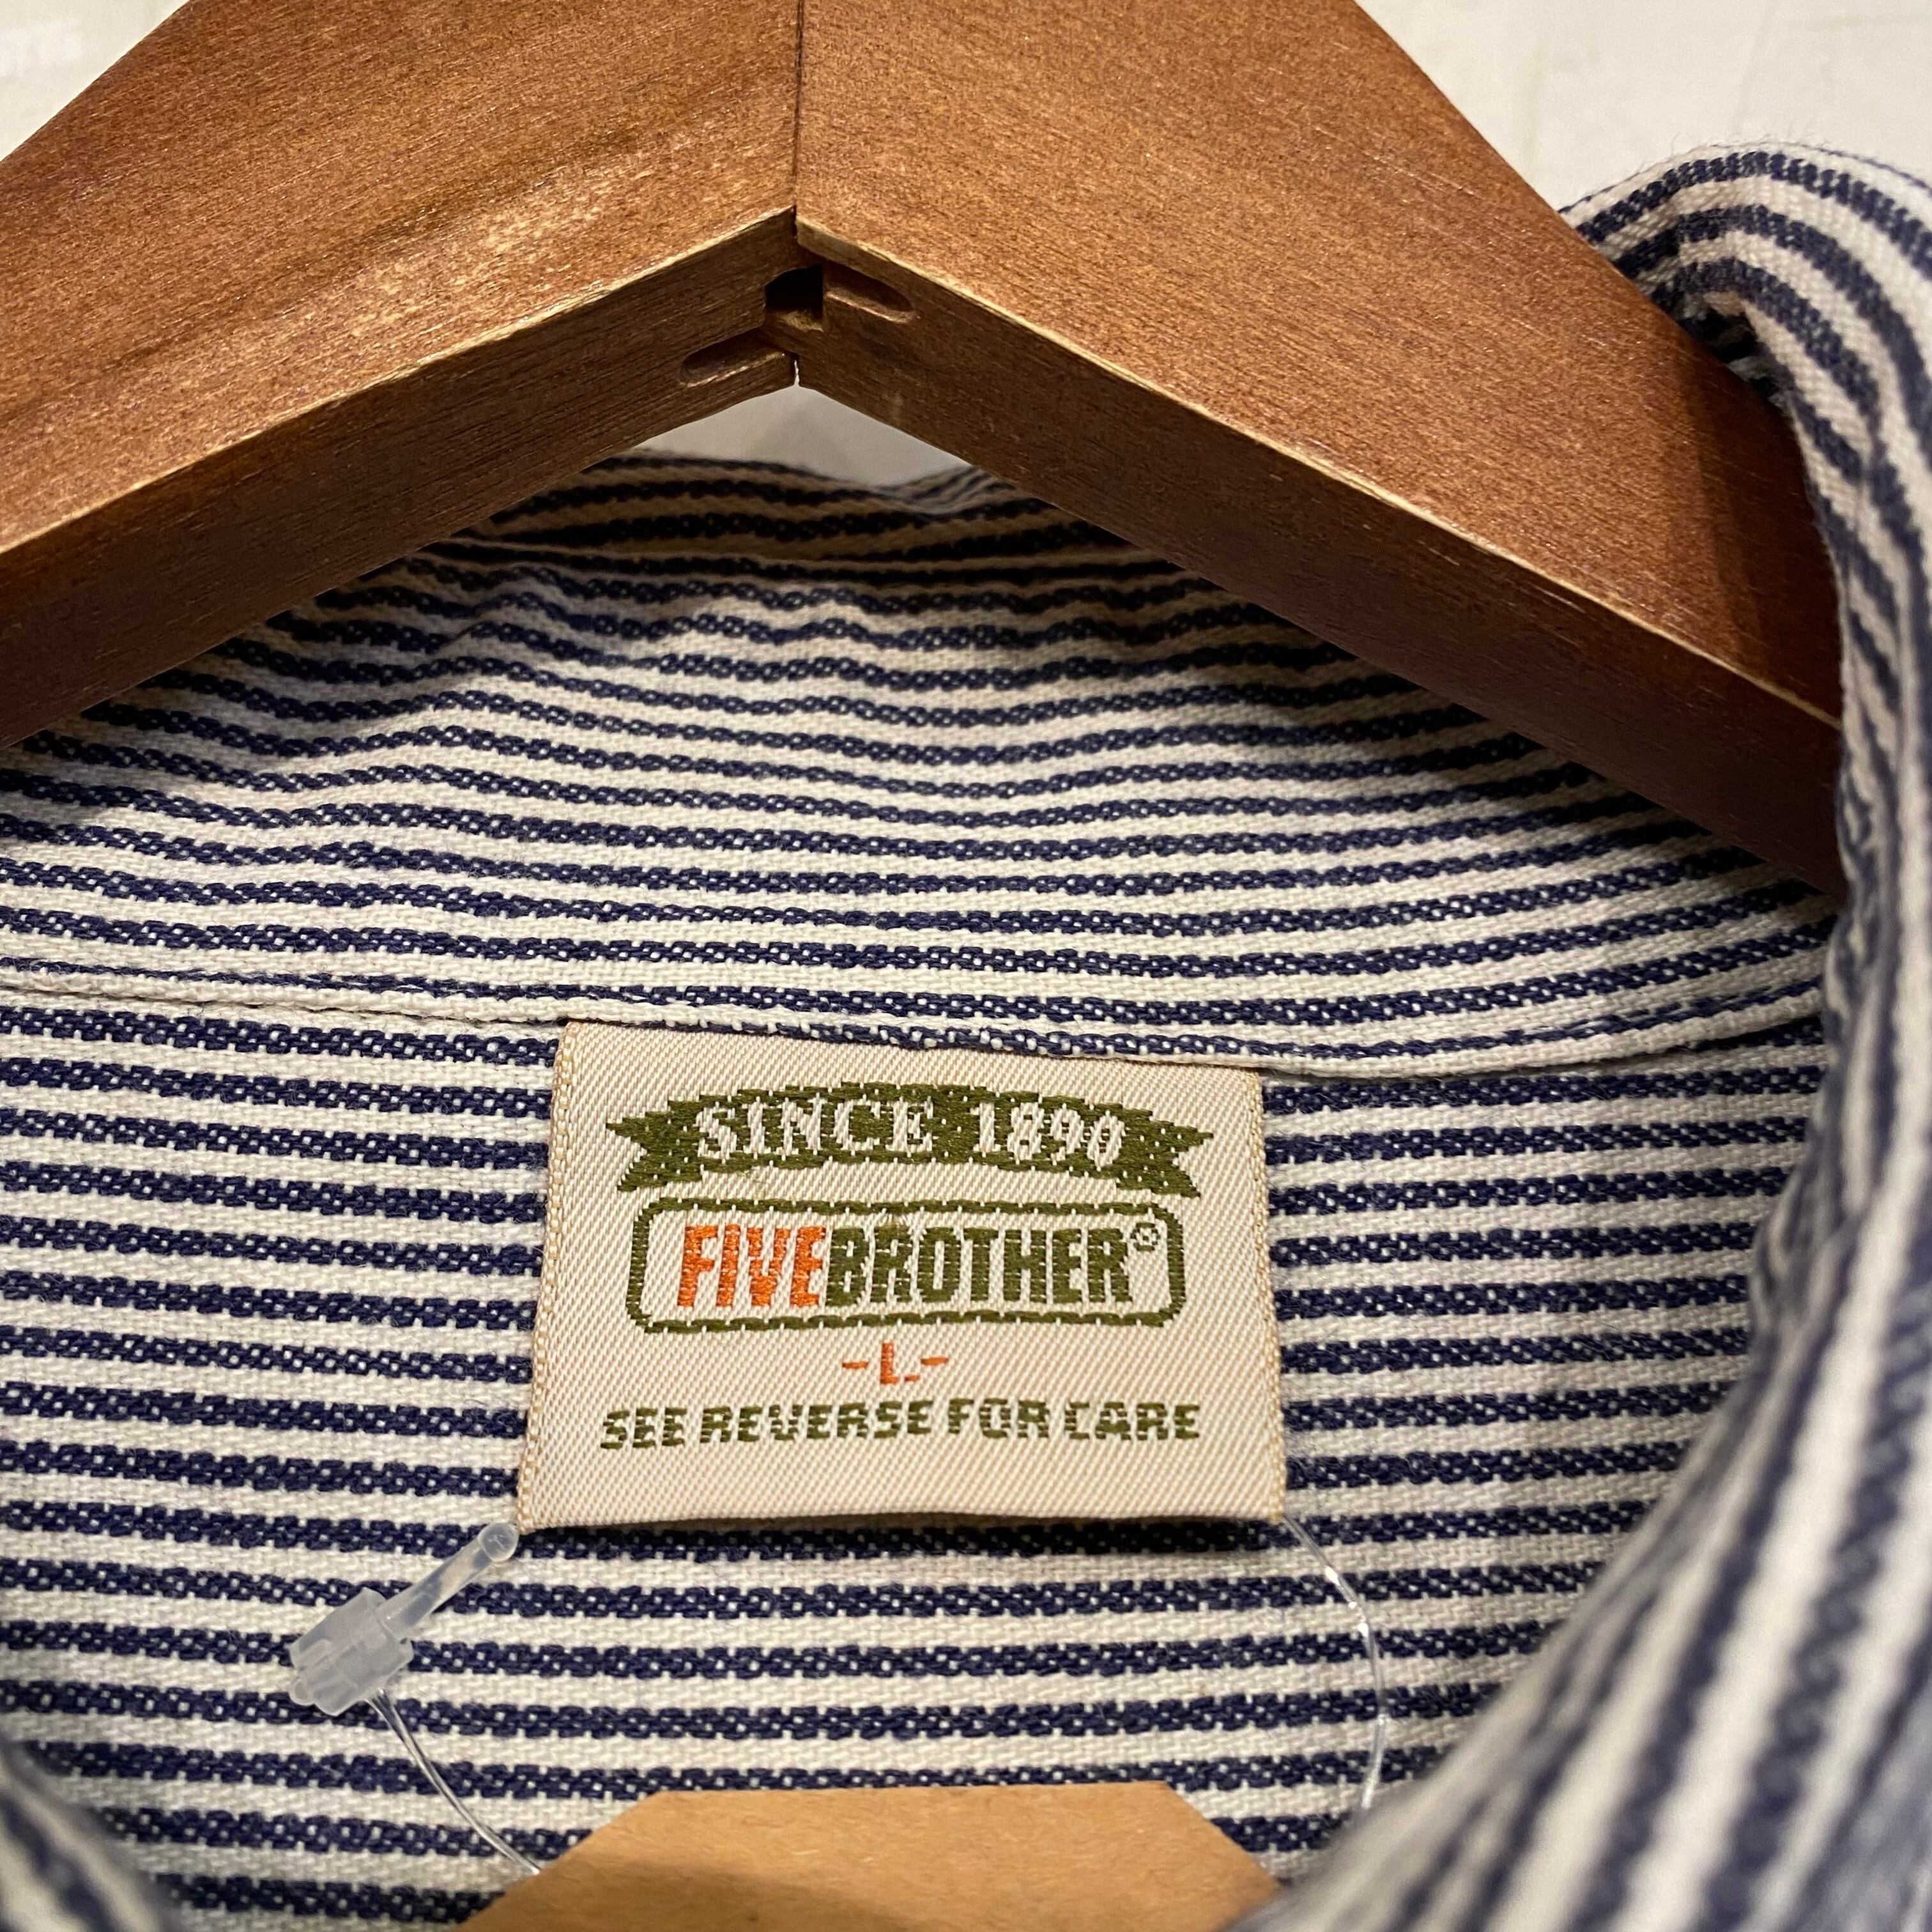 SINCE 1890
FIVEBROTHER®
-L-
SEE REVERSE FOR CARE